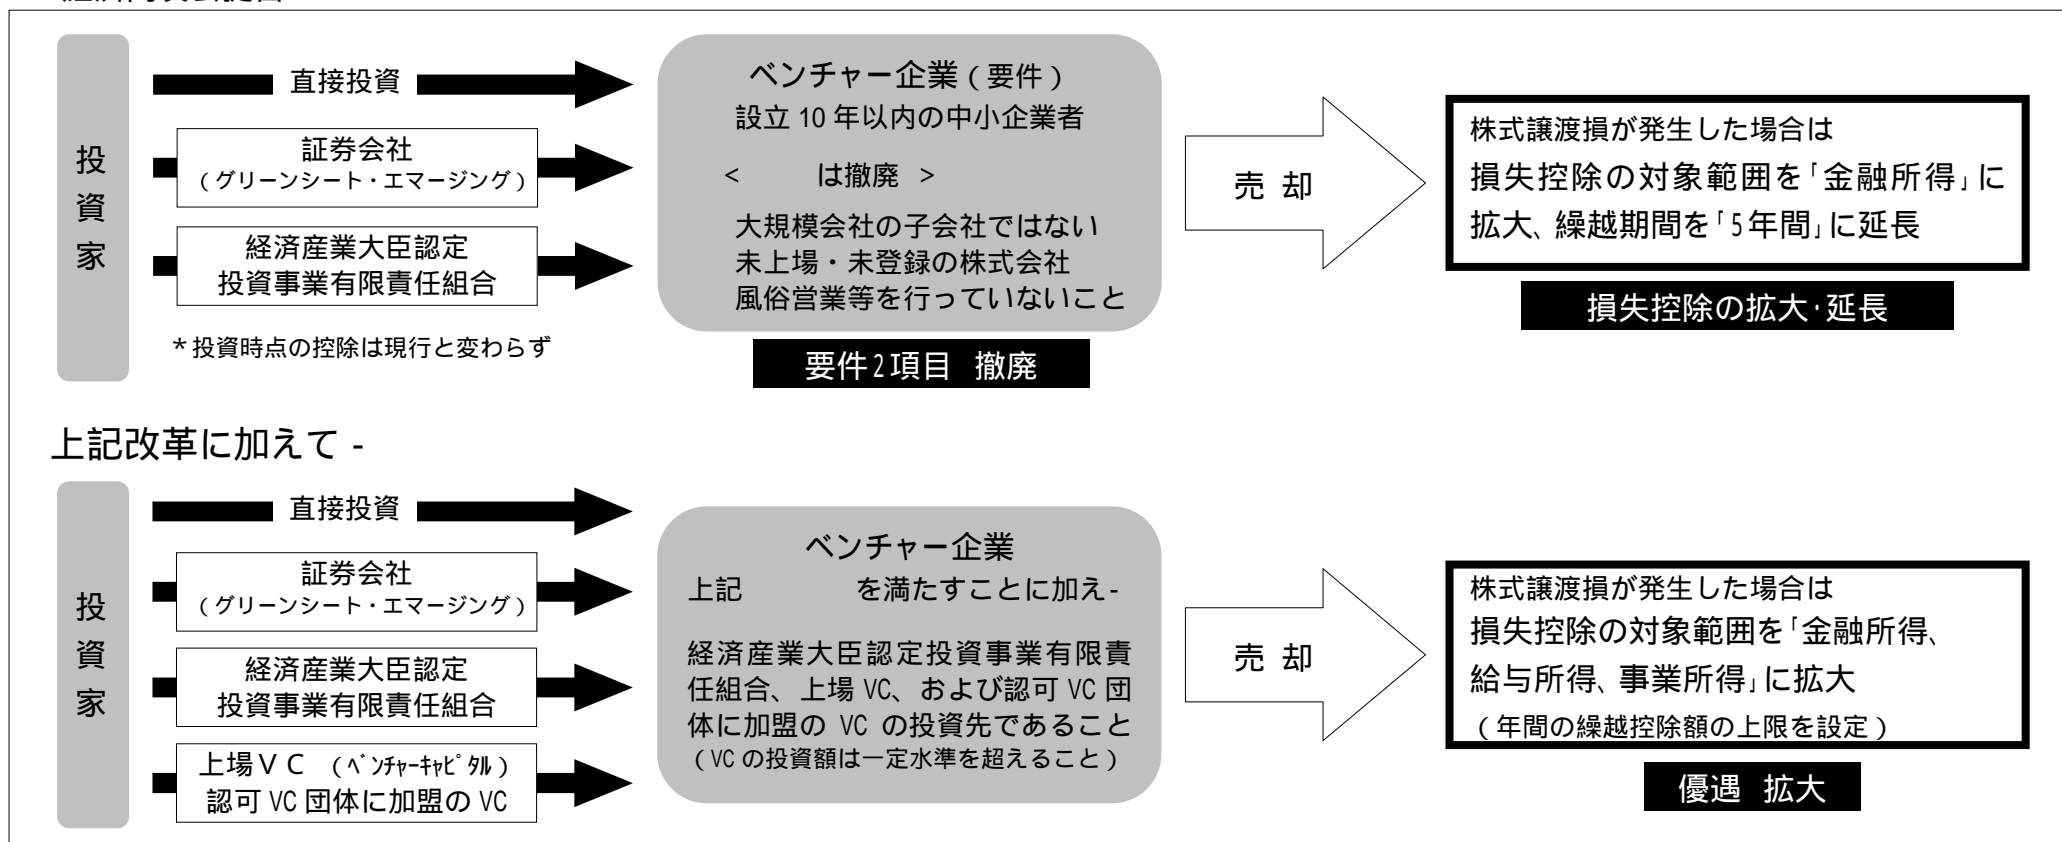 投資家
直接投資
証券会社
（グリーンシート・エマージング）
経済産業大臣認定
投資事業有限責任組合
＊投資時点の控除は現行と変わらず
ベンチャー企業（要件）
設立 10 年以内の中小企業者
＜　　は撤廃 ＞
大規模会社の子会社ではない
未上場・未登録の株式会社
風俗営業等を行っていないこと
要件2項目 撤廃
売 却
株式譲渡損が発生した場合は
損失控除の対象範囲を「金融所得」に
拡大、繰越期間を「5年間」に延長
損失控除の拡大･延長
上記改革に加えて -
投資家
直接投資
証券会社
（グリーンシート・エマージング）
経済産業大臣認定
投資事業有限責任組合
上場ＶＣ （ﾍﾞﾝﾁｬｰｷｬﾋﾟﾀﾙ）
認可 VC 団体に加盟の VC
ベンチャー企業
上記　　　を満たすことに加え-
経済産業大臣認定投資事業有限責
任組合、上場 VC、および認可 VC 団
体に加盟の VC の投資先であること
（VC の投資額は一定水準を超えること）
売 却
株式譲渡損が発生した場合は
損失控除の対象範囲を「金融所得、
給与所得、事業所得」に拡大
（年間の繰越控除額の上限を設定）
優遇 拡大